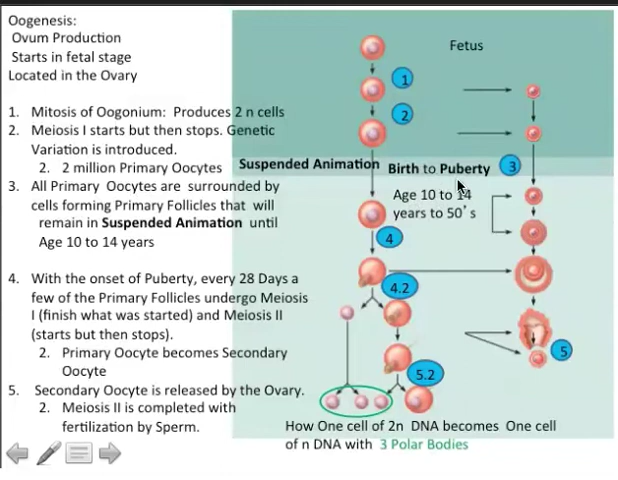 Oogenesis:
Ovum Production
Starts in fetal stage
Located in the Ovary
1. Mitosis of Oogonium: Produces 2 n cells
2. Meiosis I starts but then stops. Genetic
Variation is introduced.
2. 2 million Primary Oocytes
3. All Primary Oocytes are surrounded by
cells forming Primary Follicles that will
remain in Suspended Animation until
Age 10 to 14 years
4. With the onset of Puberty, every 28 Days a
few of the Primary Follicles undergo Meiosis
I (finish what was started) and Meiosis II
(starts but then stops).
2. Primary Oocyte becomes Secondary
Oocyte
5. Secondary Oocyte is released by the Ovary.
2. Meiosis II is completed with
fertilization by Sperm.
Fetus
1
2
Suspended Animation
Birth to Puberty
3
Age 10 to 14
years to 50's
4
4.2
5
5.2
How One cell of 2n DNA becomes One cell
of n DNA with 3 Polar Bodies